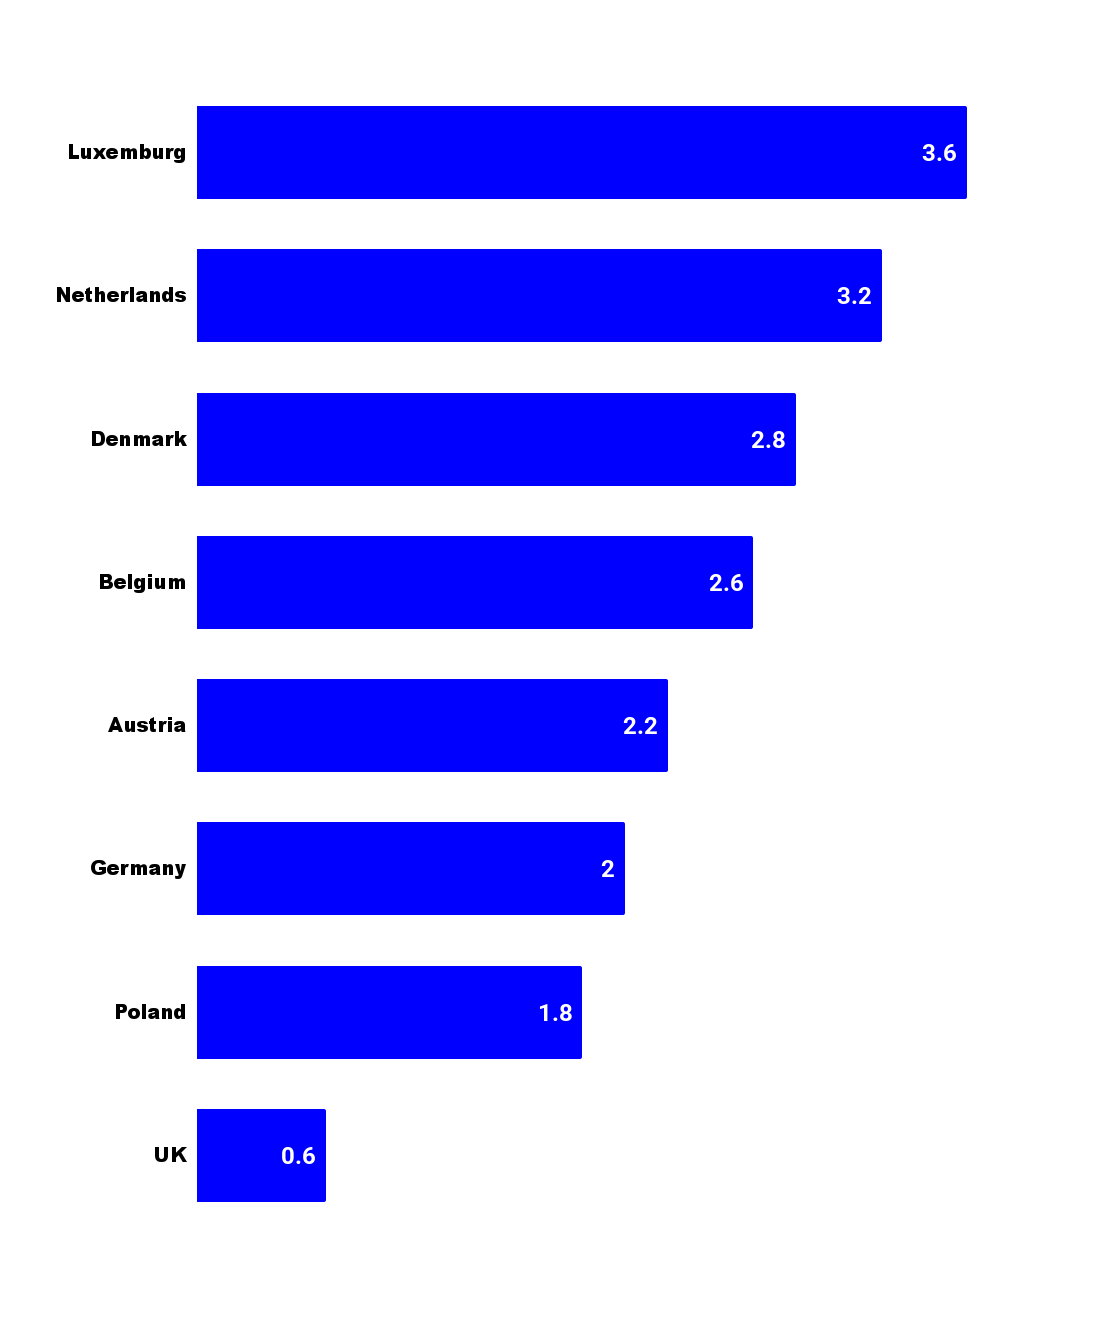 Luxemburg 3.6
Netherlands 3.2
Denmark 2.8
Belgium 2.6
Austria 2.2
Germany 2
Poland 1.8
UK 0.6